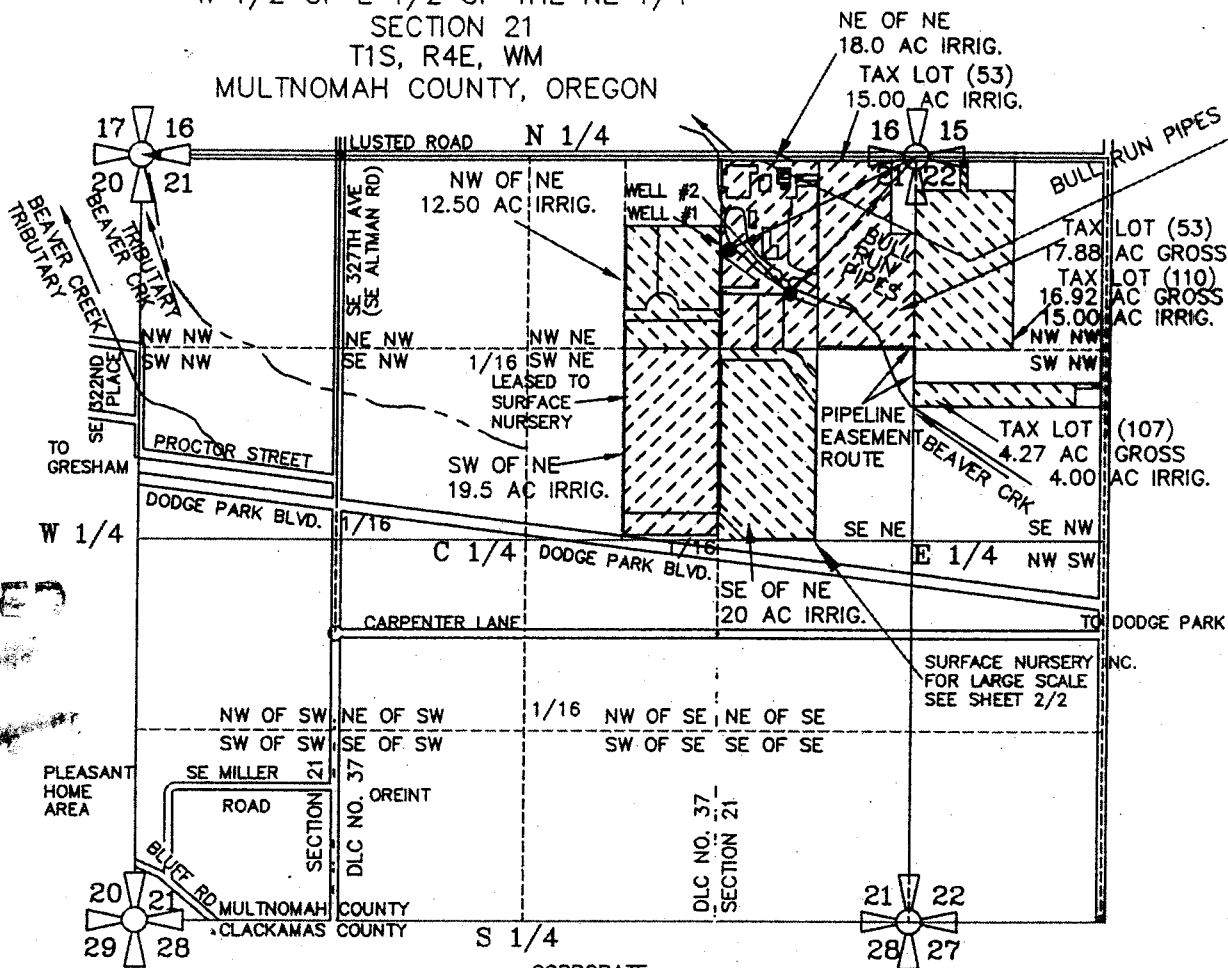 SECTION 21
T1S, R4E, WM
MULTNOMAH COUNTY, OREGON
NE OF NE
18.0 AC IRRIG.
TAX LOT (53)
15.00 AC IRRIG.
BULL RUN PIPES
17 16
20 21
LUSTED ROAD
N 1/4
16 15
21 22
NW OF NE
12.50 AC IRRIG.
WELL #2
WELL #1
BULL
RUN
PIPES
TAX LOT (53)
17.88 AC GROSS
TAX LOT (110)
16.92 AC GROSS
15.00 AC IRRIG.
BEAVER CREEK
TRIBUTARY
TRIBUTARY
BEAVER CRK
SE 327TH AVE
(SE ALTMAN RD)
NW NW
SW NW
NE NW
SE NW
NW NE
1/16 SW NE
NW NW
SW NW
SE 322ND
PLACE
LEASED TO
SURFACE
NURSERY
PIPELINE
EASEMENT
ROUTE
BEAVER CRK
TAX LOT (107)
4.27 AC GROSS
4.00 AC IRRIG.
TO
GRESHAM
PROCTOR STREET
SW OF NE
19.5 AC IRRIG.
DODGE PARK BLVD.
1/16
W 1/4
C 1/4
DODGE PARK BLVD.
1/16
SE NE
E 1/4
SE NW
NW SW
SE OF NE
20 AC IRRIG.
CARPENTER LANE
TO DODGE PARK
SURFACE NURSERY INC.
FOR LARGE SCALE
SEE SHEET 2/2
NW OF SW
NE OF SW
1/16
NW OF SE
NE OF SE
SW OF SW
SE OF SW
SW OF SE
SE OF SE
PLEASANT
HOME
AREA
SE MILLER
ROAD
SECTION 21
DLC NO. 37
OREINT
DLC NO. 37
SECTION 21
BLUFF RD
20 21
29 28
MULTNOMAH COUNTY
CLACKAMAS COUNTY
S 1/4
21 22
28 27